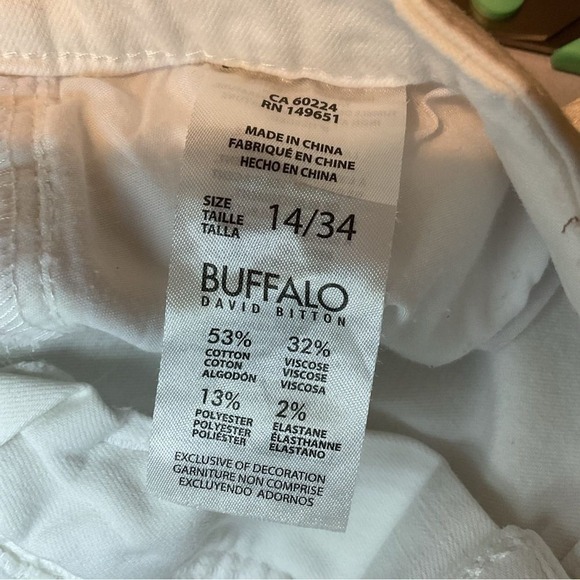 CA 60224
RN 149651
MADE IN CHINA
FABRIQUÉ EN CHINE
HECHO EN CHINA
SIZE
TAILLE
TALLA
14/34
BUFFALO
DAVID BITTON
53%
COTTON
COTON
ALGODÓN
32%
VISCOSE
VISCOSE
VISCOSA
13%
POLYESTER
POLYESTER
POLIÉSTER
2%
ELASTANE
ÉLASTHANNE
ELASTANO
EXCLUSIVE OF DECORATION
GARNITURE NON COMPRISE
EXCLUYENDO ADORNOS